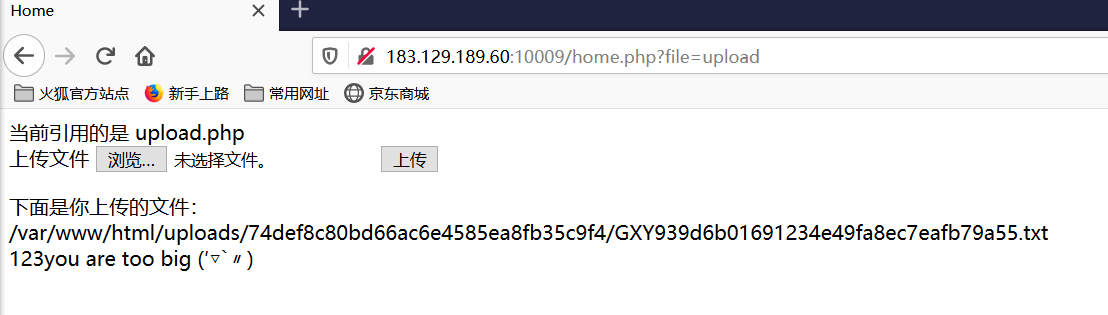 Home
183.129.189.60:10009/home.php?file=upload
火狐官方站点 新手上路 常用网址 京东商城
当前引用的是 upload.php
上传文件 浏览... 未选择文件。 上传
下面是你上传的文件：
/var/www/html/uploads/74def8c80bd66ac6e4585ea8fb35c9f4/GXY939d6b01691234e49fa8ec7eafb79a55.txt
123you are too big (′▽`〃)